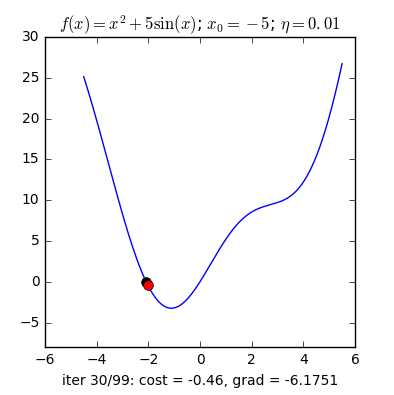 f(x) = x² + 5sin(x); x₀ = −5; η = 0.01
30
25
20
15
10
5
0
−5
−6 −4 −2 0 2 4 6
iter 30/99: cost = -0.46, grad = -6.1751